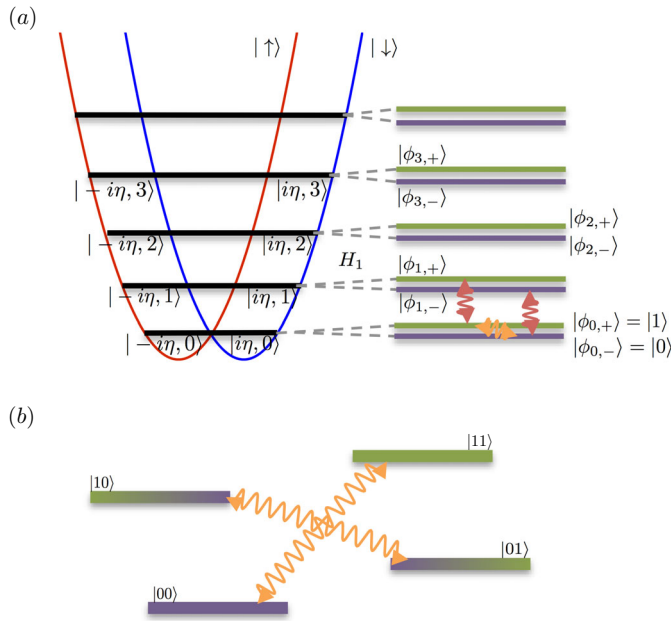 (a)
| ↑⟩ | ↓⟩
|ϕ3,+⟩
| − iη, 3⟩ |iη, 3⟩ |ϕ3,−⟩
|ϕ2,+⟩
| − iη, 2⟩ |iη, 2⟩ |ϕ2,−⟩
H1 |ϕ1,+⟩
| − iη, 1⟩ |iη, 1⟩ |ϕ1,−⟩
|ϕ0,+⟩ = |1⟩
| − iη, 0⟩ |iη, 0⟩ |ϕ0,−⟩ = |0⟩
(b)
|11⟩
|10⟩
|01⟩
|00⟩